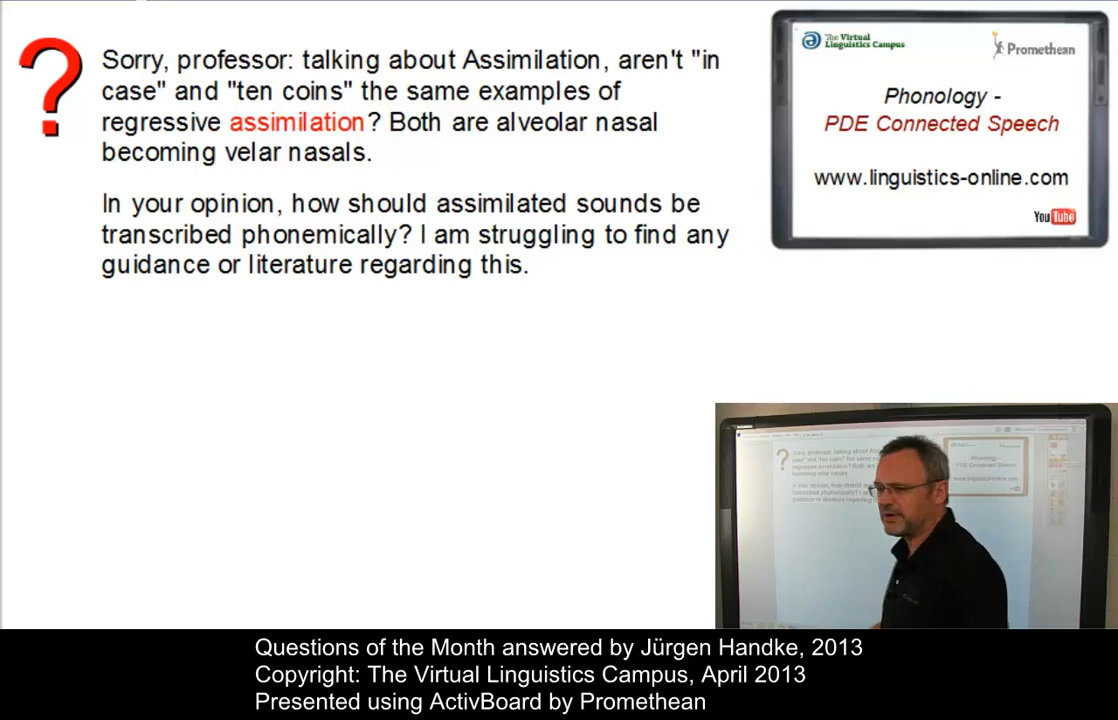 ?
Sorry, professor: talking about Assimilation, aren't "in
case" and "ten coins" the same examples of
regressive assimilation? Both are alveolar nasal
becoming velar nasals.
In your opinion, how should assimilated sounds be
transcribed phonemically? I am struggling to find any
guidance or literature regarding this.
The Virtual
Linguistics Campus
Promethean
Phonology -
PDE Connected Speech
www.linguistics-online.com
YouTube
Questions of the Month answered by Jürgen Handke, 2013
Copyright: The Virtual Linguistics Campus, April 2013
Presented using ActivBoard by Promethean